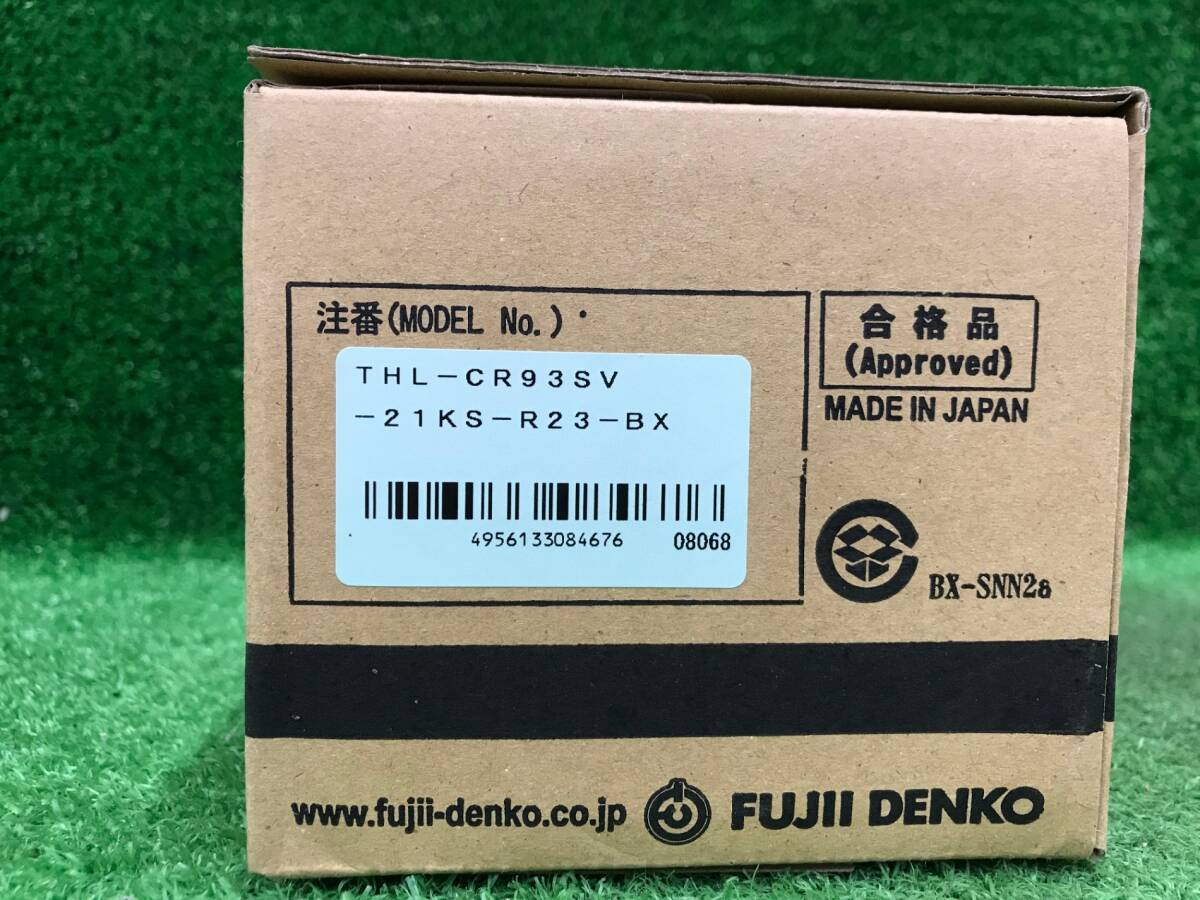 注番(MODEL No.)
THL-CR93SV
-21KS-R23-BX
4956133084676 08068
合格品
(Approved)
MADE IN JAPAN
BX-SNN2a
www.fujii-denko.co.jp FUJII DENKO